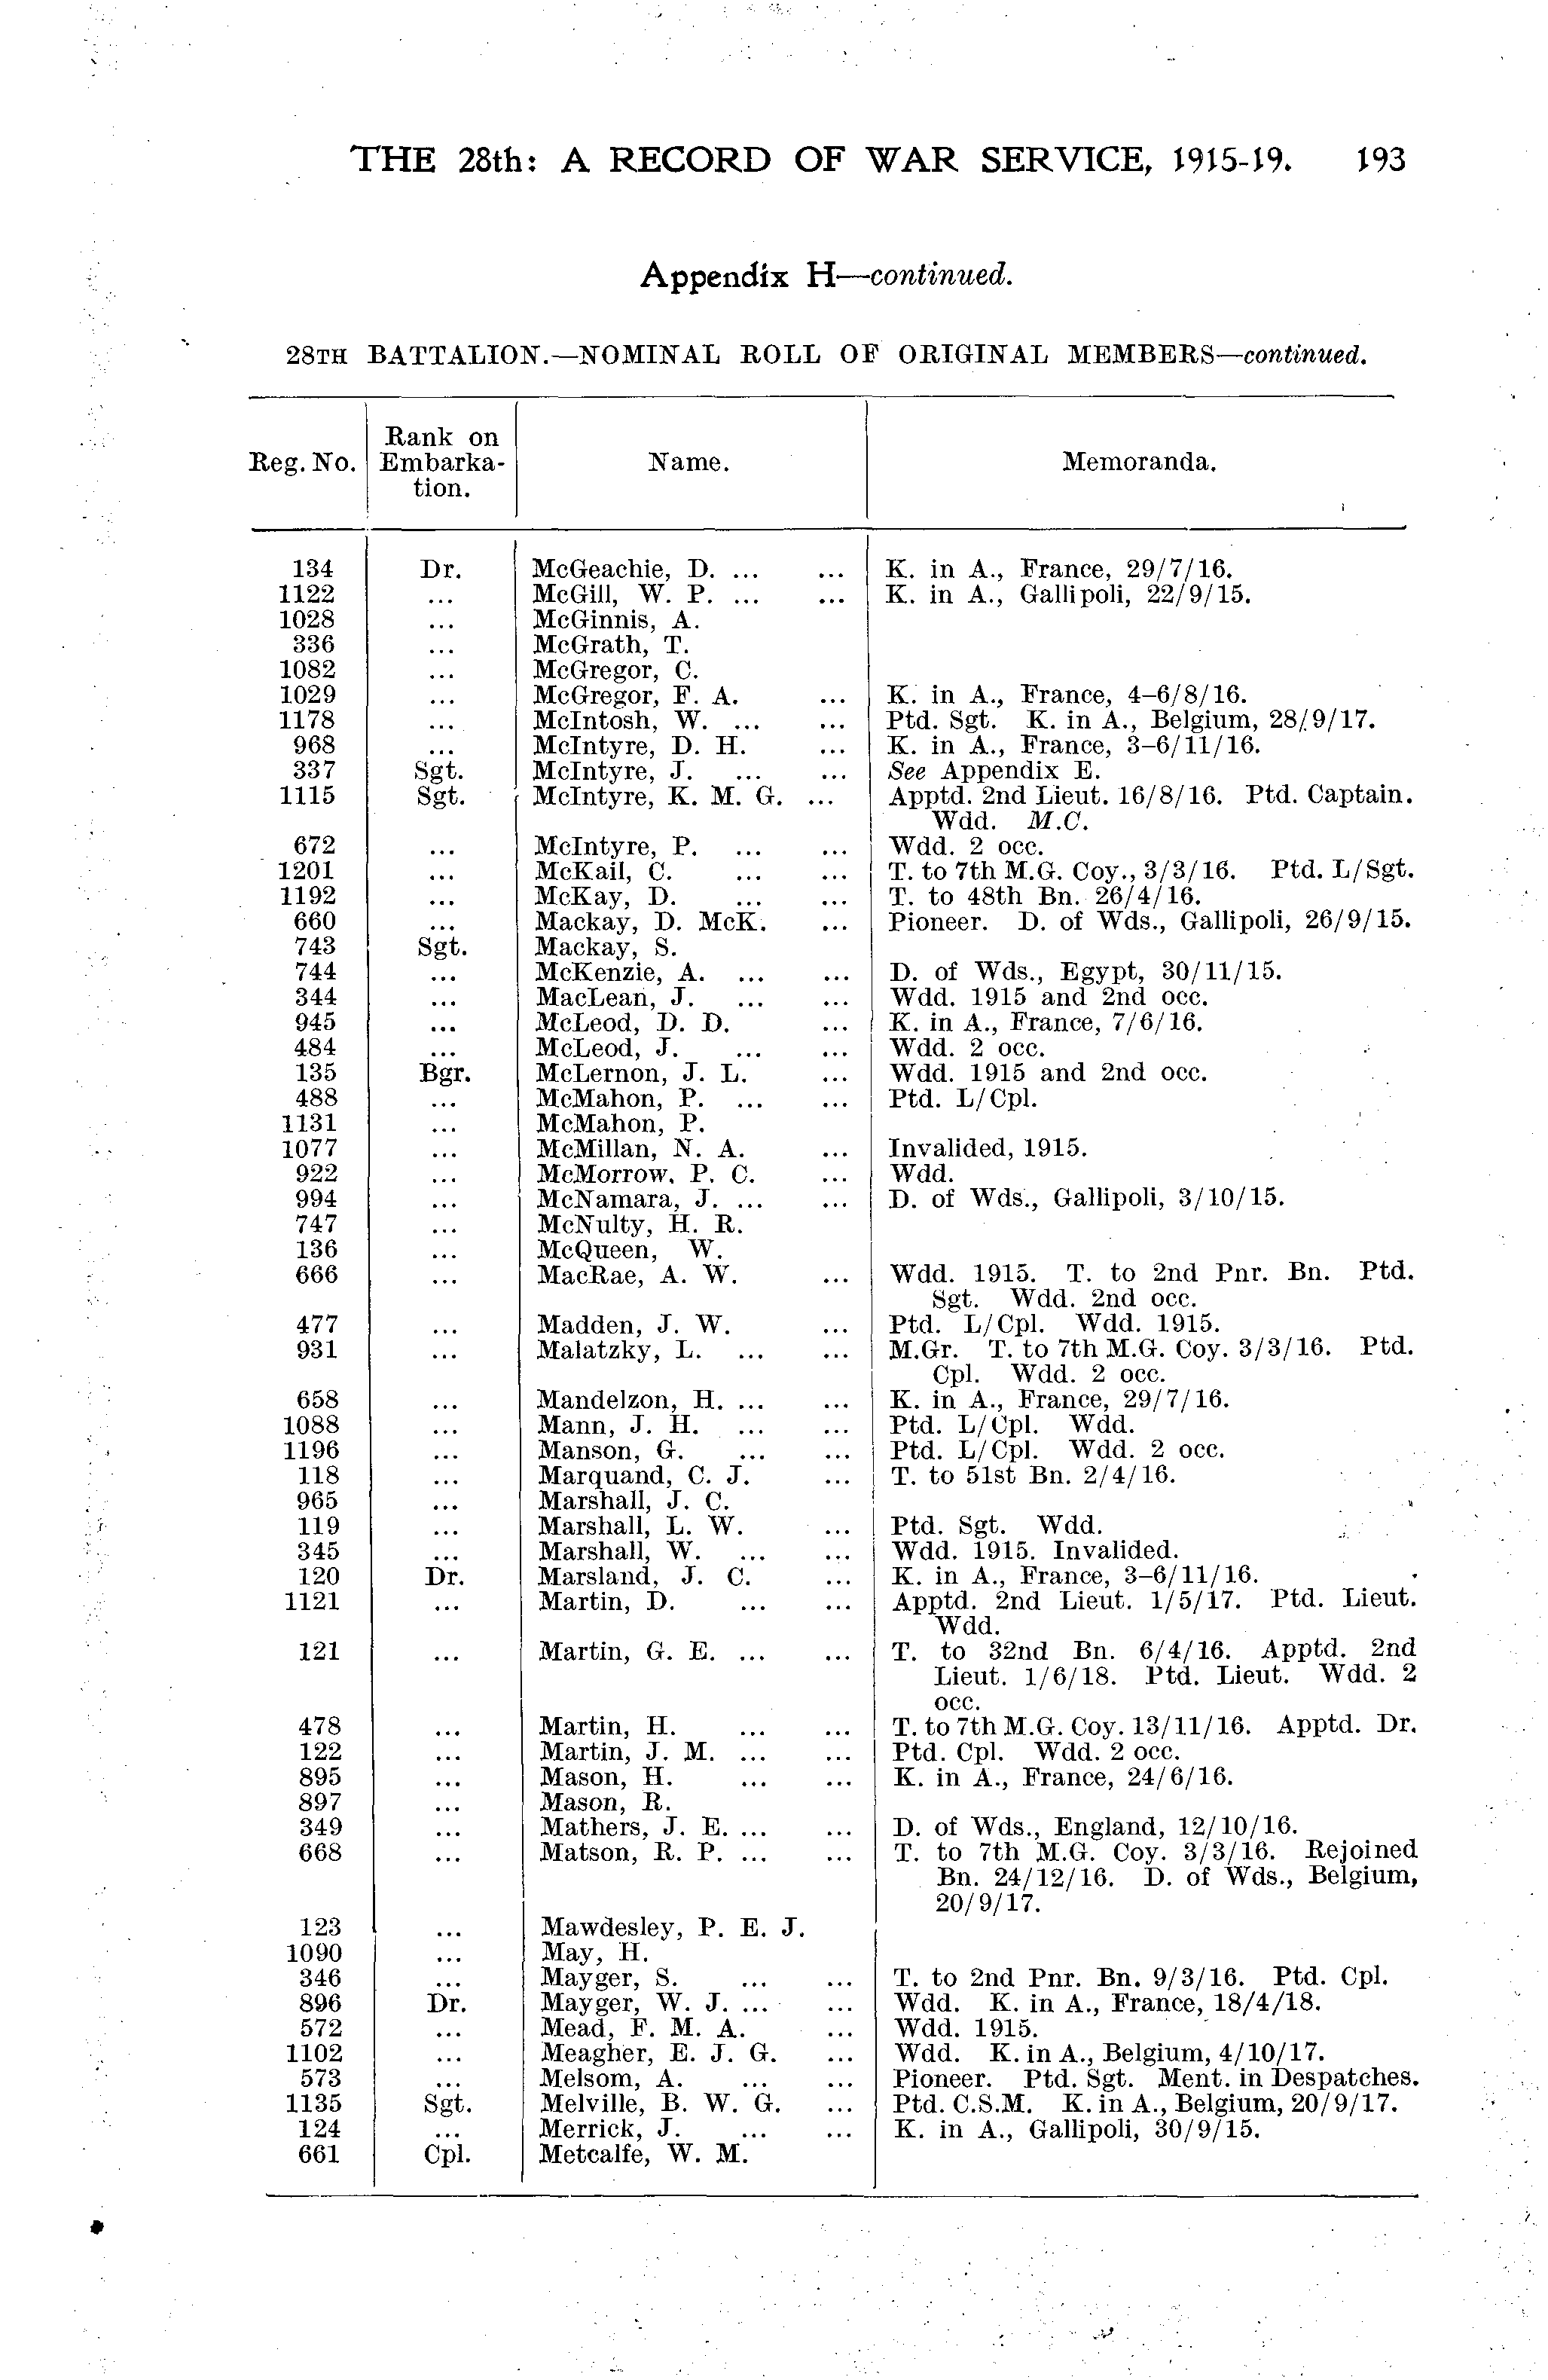 THE 28th: A RECORD OF WAR SERVICE, 1915-19. 193
Appendix H—continued.
28TH BATTALION.—NOMINAL ROLL OF ORIGINAL MEMBERS—continued.
Reg. No. Rank on Embarka- tion. Name. Memoranda.
134 Dr. McGeachie, D. ... ... K. in A., France, 29/7/16.
1122 ... McGill, W. P. ... ... K. in A., Gallipoli, 22/9/15.
1028 ... McGinnis, A.
336 ... McGrath, T.
1082 ... McGregor, C.
1029 ... McGregor, F. A. ... K. in A., France, 4-6/8/16.
1178 ... McIntosh, W. ... ... Ptd. Sgt. K. in A., Belgium, 28/9/17.
968 ... McIntyre, D. H. ... K. in A., France, 3-6/11/16.
337 Sgt. McIntyre, J. ... ... See Appendix E.
1115 Sgt. McIntyre, K. M. G. ... Apptd. 2nd Lieut. 16/8/16. Ptd. Captain.
Wdd. M.C.
672 ... McIntyre, P. ... ... Wdd. 2 occ.
1201 ... McKail, C. ... ... T. to 7th M.G. Coy., 3/3/16. Ptd. L/Sgt.
1192 ... McKay, D. ... ... T. to 48th Bn. 26/4/16.
660 ... Mackay, D. McK. ... Pioneer. D. of Wds., Gallipoli, 26/9/15.
743 Sgt. Mackay, S.
744 ... McKenzie, A. ... ... D. of Wds., Egypt, 30/11/15.
344 ... MacLean, J. ... ... Wdd. 1915 and 2nd occ.
945 ... McLeod, D. D. ... K. in A., France, 7/6/16.
484 ... McLeod, J. ... ... Wdd. 2 occ.
135 Bgr. McLernon, J. L. ... Wdd. 1915 and 2nd occ.
488 ... McMahon, P. ... ... Ptd. L/Cpl.
1131 ... McMahon, P.
1077 ... McMillan, N. A. ... Invalided, 1915.
922 ... McMorrow, P. C. ... Wdd.
994 ... McNamara, J. ... ... D. of Wds., Gallipoli, 3/10/15.
747 ... McNulty, H. R.
136 ... McQueen, W.
666 ... MacRae, A. W. ... Wdd. 1915. T. to 2nd Pnr. Bn. Ptd.
Sgt. Wdd. 2nd occ.
477 ... Madden, J. W. ... Ptd. L/Cpl. Wdd. 1915.
931 ... Malatzky, L. ... ... M.Gr. T. to 7th M.G. Coy. 3/3/16. Ptd.
Cpl. Wdd. 2 occ.
658 ... Mandelzon, H. ... ... K. in A., France, 29/7/16.
1088 ... Mann, J. H. ... ... Ptd. L/Cpl. Wdd.
1196 ... Manson, G. ... ... Ptd. L/Cpl. Wdd. 2 occ.
118 ... Marquand, C. J. ... T. to 51st Bn. 2/4/16.
965 ... Marshall, J. C.
119 ... Marshall, L. W. ... Ptd. Sgt. Wdd.
345 ... Marshall, W. ... ... Wdd. 1915. Invalided.
120 Dr. Marsland, J. C. ... K. in A., France, 3-6/11/16.
1121 ... Martin, D. ... ... Apptd. 2nd Lieut. 1/5/17. Ptd. Lieut.
Wdd.
121 ... Martin, G. E. ... ... T. to 32nd Bn. 6/4/16. Apptd. 2nd
Lieut. 1/6/18. Ptd. Lieut. Wdd. 2
occ.
478 ... Martin, H. ... ... T. to 7th M.G. Coy. 13/11/16. Apptd. Dr.
122 ... Martin, J. M. ... ... Ptd. Cpl. Wdd. 2 occ.
895 ... Mason, H. ... ... K. in A., France, 24/6/16.
897 ... Mason, R.
349 ... Mathers, J. E. ... ... D. of Wds., England, 12/10/16.
668 ... Matson, R. P. ... ... T. to 7th M.G. Coy. 3/3/16. Rejoined
Bn. 24/12/16. D. of Wds., Belgium,
20/9/17.
123 ... Mawdesley, P. E. J.
1090 ... May, H.
346 ... Mayger, S. ... ... T. to 2nd Pnr. Bn. 9/3/16. Ptd. Cpl.
896 Dr. Mayger, W. J. ... ... Wdd. K. in A., France, 18/4/18.
572 ... Mead, F. M. A. ... Wdd. 1915.
1102 ... Meagher, E. J. G. ... Wdd. K. in A., Belgium, 4/10/17.
573 ... Melsom, A. ... ... Pioneer. Ptd. Sgt. Ment. in Despatches.
1135 Sgt. Melville, B. W. G. ... Ptd. C.S.M. K. in A., Belgium, 20/9/17.
124 ... Merrick, J. ... ... K. in A., Gallipoli, 30/9/15.
661 Cpl. Metcalfe, W. M.